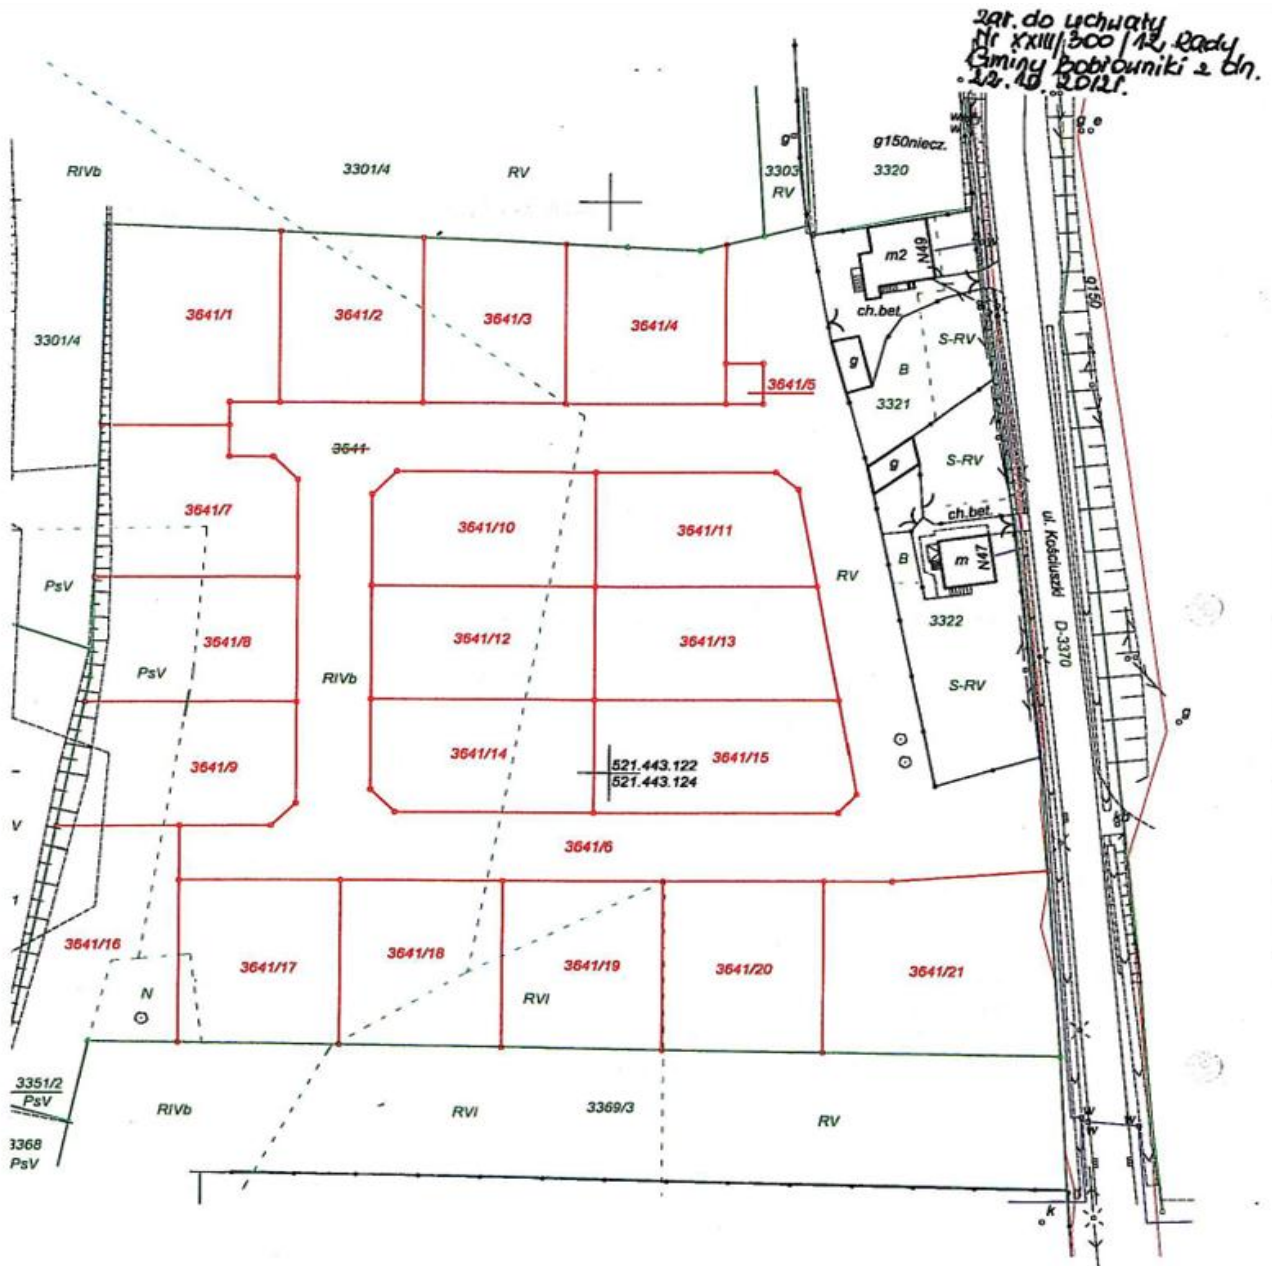 zał. do uchwały
Nr XXIII/300/12 Rady
Gminy Bobrowniki z dn.
2012r.
g e
g
g150niecz.
RIVb
3301/4
RV
3303
RV
3320
w
w
m2
N49
g150
3641/1
3641/2
3641/3
3641/4
ch.bet.
3301/4
S-RV
g
B
3641/5
3321
3641
S-RV
g
3641/7
3641/10
3641/11
ch.bet.
ul. Kościuszki
D-3370
PsV
RV
B
m
N47
3641/8
3641/12
3641/13
3322
PsV
RIVb
S-RV
g
3641/9
3641/14
521.443.122
521.443.124
3641/15
V
3641/6
1
3641/16
3641/17
3641/18
3641/19
3641/20
3641/21
N
RVI
3351/2
PsV
RIVb
RVI
3369/3
RV
w
w
w
3368
PsV
k